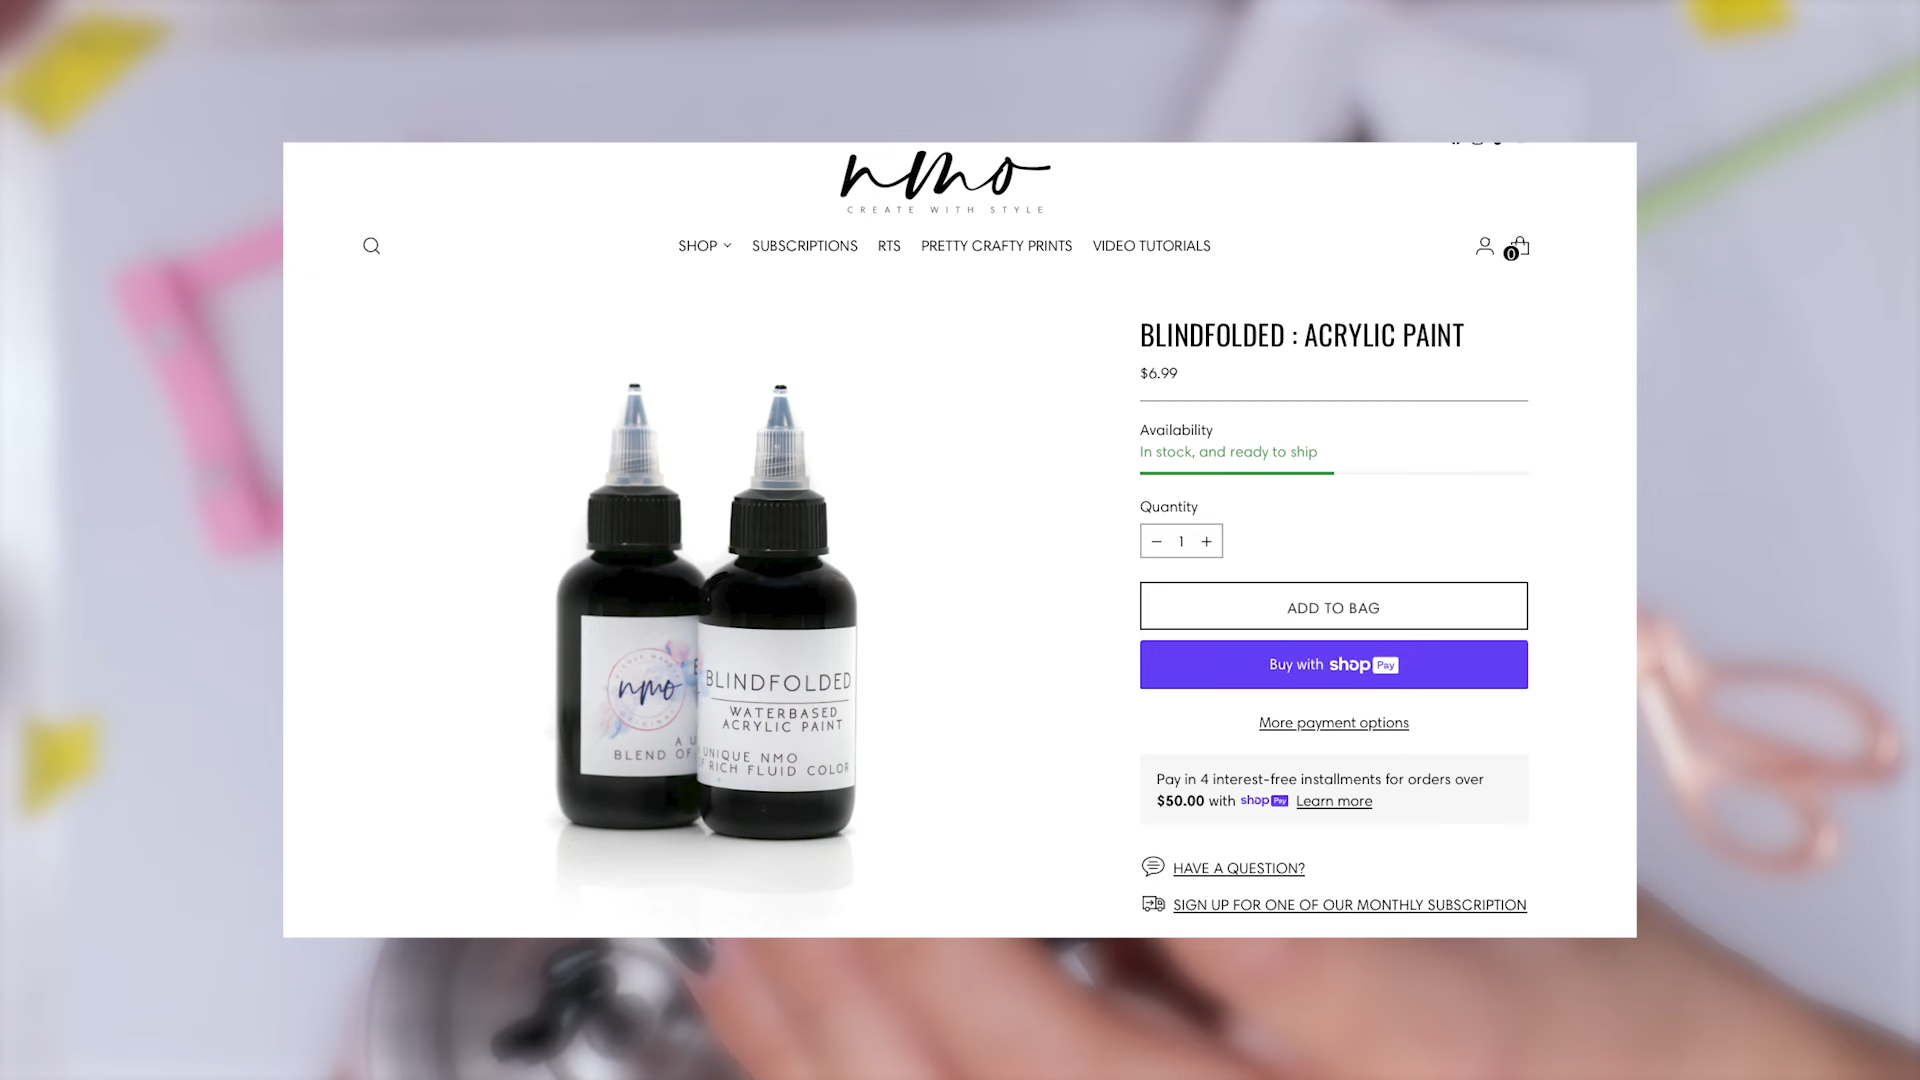 nmo
CREATE WITH STYLE
SHOP SUBSCRIPTIONS RTS PRETTY CRAFTY PRINTS VIDEO TUTORIALS
0
BLINDFOLDED : ACRYLIC PAINT
$6.99
Availability
In stock, and ready to ship
Quantity
− 1 +
ADD TO BAG
Buy with shop Pay
More payment options
Pay in 4 interest-free installments for orders over
$50.00 with shop Pay Learn more
HAVE A QUESTION?
SIGN UP FOR ONE OF OUR MONTHLY SUBSCRIPTION
nmo
BLEND OF
BLINDFOLDED
WATERBASED
ACRYLIC PAINT
UNIQUE NMO
RICH FLUID COLOR